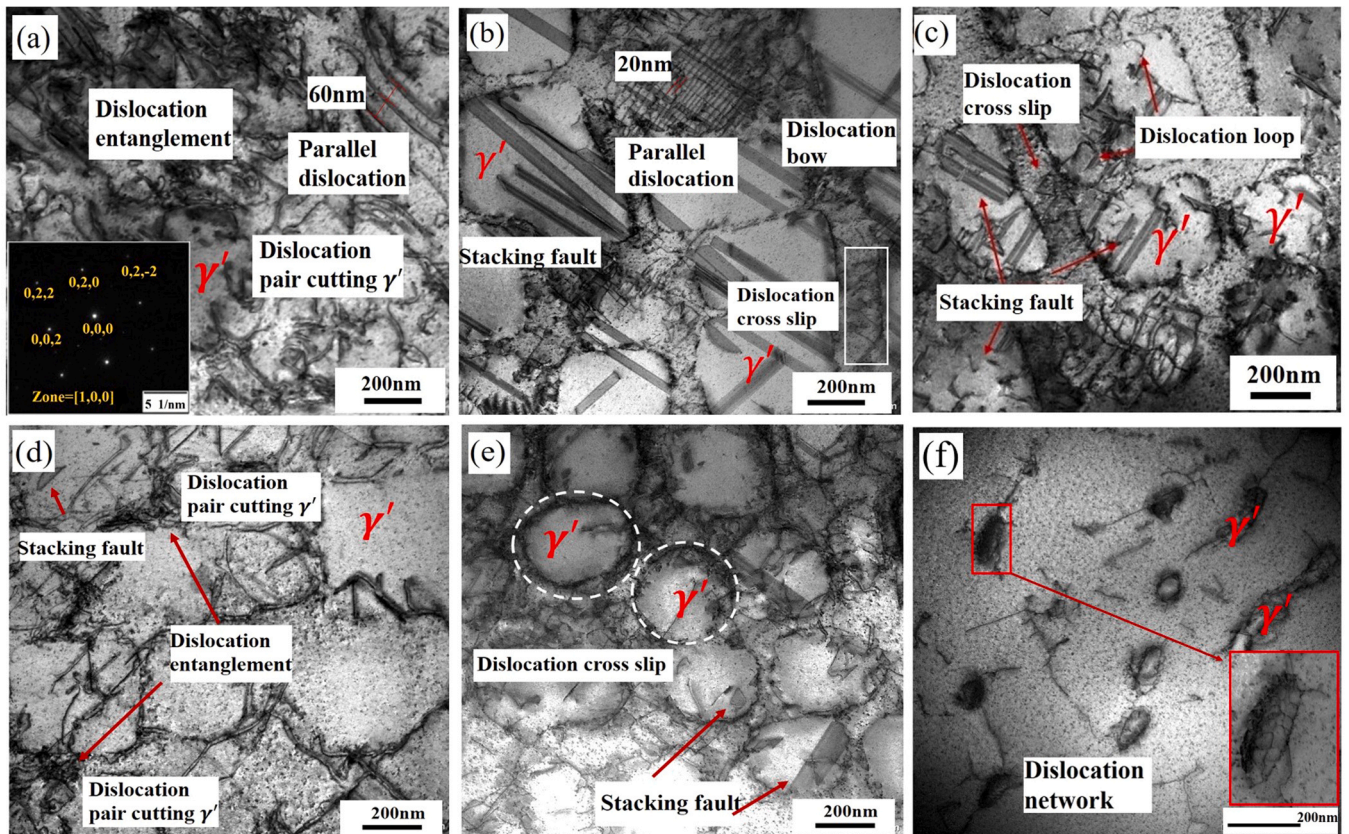 (a)
Dislocation
entanglement
60nm
Parallel
dislocation
γ′
Dislocation
pair cutting γ′
0,2,2
0,2,0
0,2,-2
0,0,2
0,0,0
Zone=[1,0,0]
5 1/nm
200nm
(b)
20nm
Dislocation
bow
γ′
Parallel
dislocation
Stacking fault
Dislocation
cross slip
γ′
200nm
(c)
Dislocation
cross slip
Dislocation loop
γ′
γ′
Stacking fault
200nm
(d)
Dislocation
pair cutting γ′
γ′
Stacking fault
Dislocation
entanglement
Dislocation
pair cutting γ′
200nm
(e)
γ′
γ′
Dislocation cross slip
Stacking fault
200nm
(f)
γ′
γ′
Dislocation
network
200nm